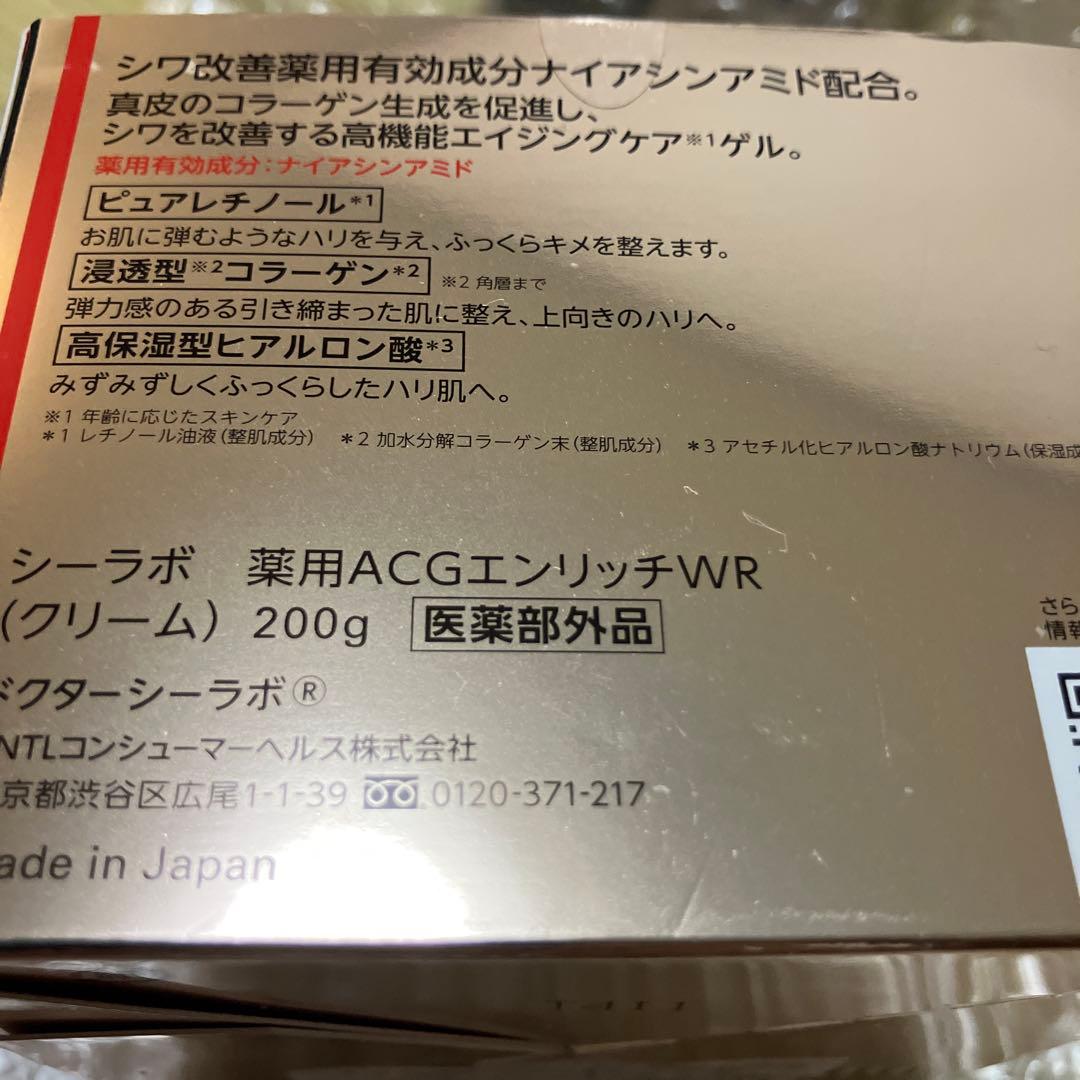 シワ改善薬用有効成分ナイアシンアミド配合。
真皮のコラーゲン生成を促進し、
シワを改善する高機能エイジングケア※1ゲル。
薬用有効成分：ナイアシンアミド
ピュアレチノール*1
お肌に弾むようなハリを与え、ふっくらキメを整えます。
浸透型※2コラーゲン*2 ※2 角層まで
弾力感のある引き締まった肌に整え、上向きのハリへ。
高保湿型ヒアルロン酸*3
みずみずしくふっくらしたハリ肌へ。
※1 年齢に応じたスキンケア
*1 レチノール油液（整肌成分） *2 加水分解コラーゲン末（整肌成分） *3 アセチル化ヒアルロン酸ナトリウム（保湿成
シーラボ 薬用ACGエンリッチWR
（クリーム） 200g 医薬部外品
さら
情報
ドクターシーラボ®
NTLコンシューマーヘルス株式会社
京都渋谷区広尾1-1-39 0120-371-217
ade in Japan